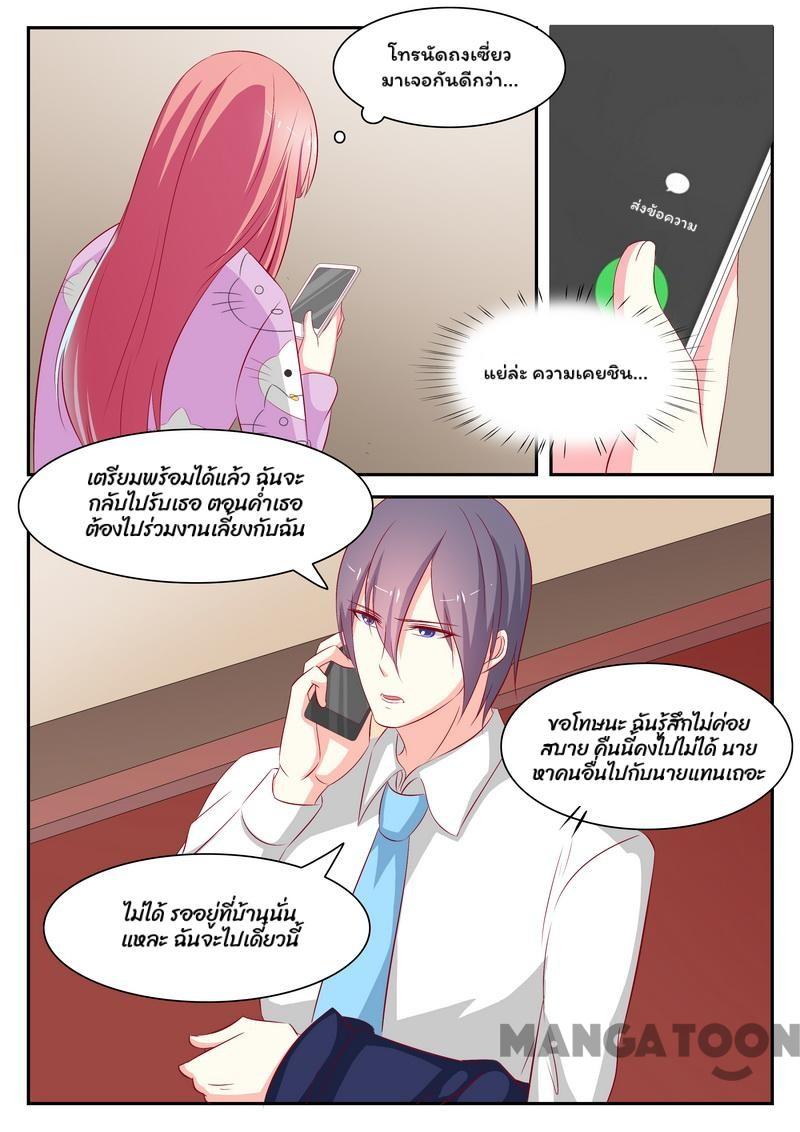 โทรนัดถงเซี่ยว
มาเจอกันดีกว่า...
ส่งข้อความ
แย่ล่ะ ความเคยชิน...
เตรียมพร้อมได้แล้ว ฉันจะ
กลับไปรับเธอ ตอนค่ำเธอ
ต้องไปร่วมงานเลี้ยงกับฉัน
ขอโทษนะ ฉันรู้สึกไม่ค่อย
สบาย คืนนี้คงไปไม่ได้ นาย
หาคนอื่นไปกับนายแทนเถอะ
ไม่ได้ รออยู่ที่บ้านนั่น
แหละ ฉันจะไปเดี๋ยวนี้
MANGATOON